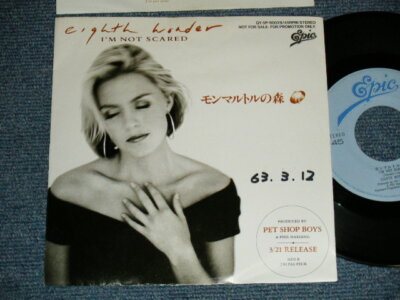 eighth wonder
I'M NOT SCARED
NOT FOR SALE: FOR PROMOTION ONLY
Epic
モンマルトルの森
63. 3. 12
PRODUCED BY
PET SHOP BOYS
3/21 RELEASE
Epic
STEREO
45